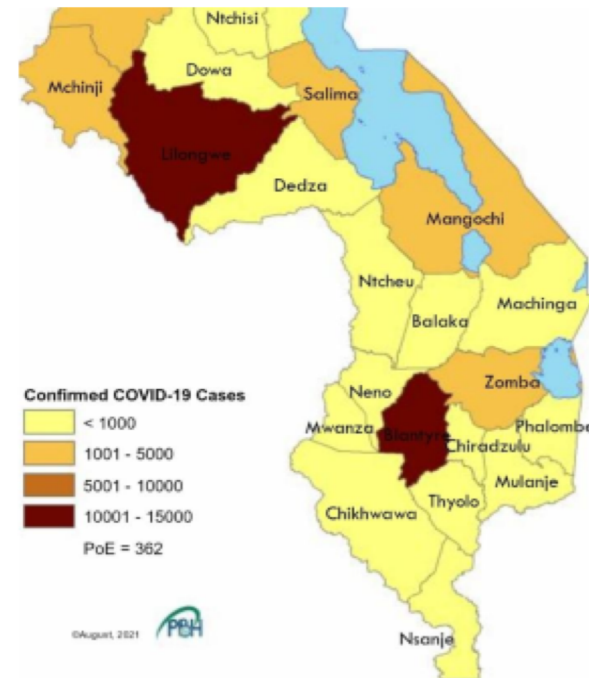 Ntchisi
Dowa
Mchinji
Salima
Lilongwe
Dedza
Mangochi
Ntcheu
Machinga
Balaka
Zomba
Neno
Phalombe
Mwanza
Blantyre
Chiradzulu
Mulanje
Thyolo
Chikhwawa
Nsanje
Confirmed COVID-19 Cases
< 1000
1001 - 5000
5001 - 10000
10001 - 15000
PoE = 362
©August, 2021